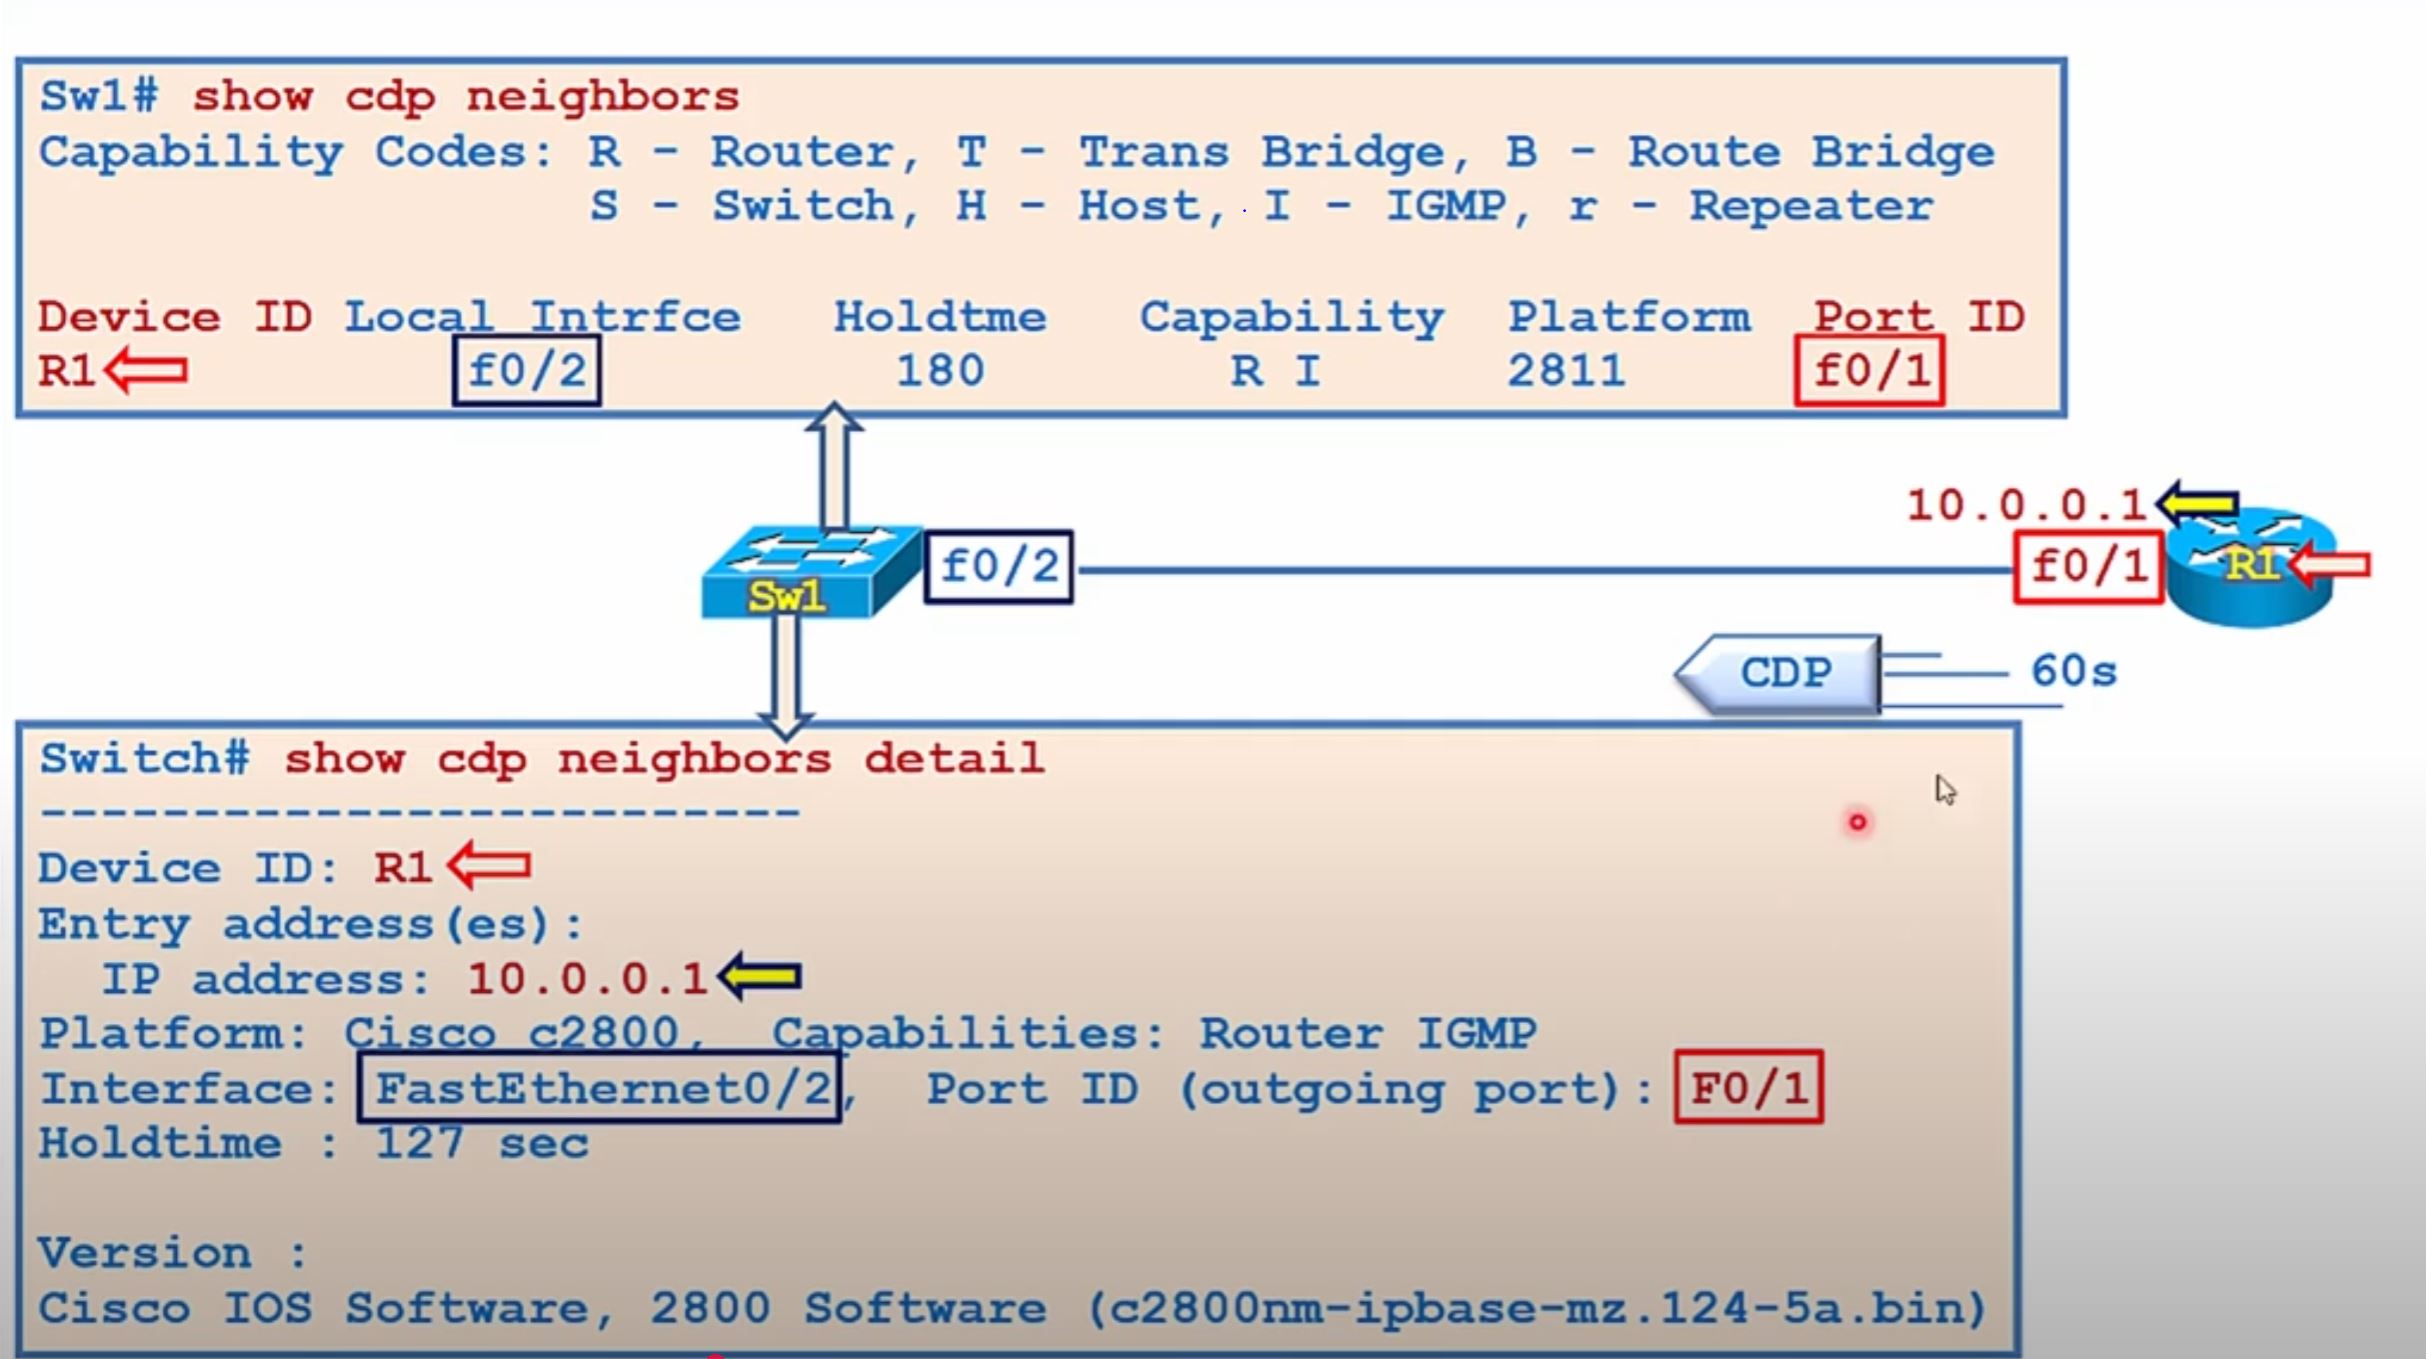 Sw1# show cdp neighbors
Capability Codes: R - Router, T - Trans Bridge, B - Route Bridge
S - Switch, H - Host, I - IGMP, r - Repeater
Device ID Local Intrfce Holdtme Capability Platform Port ID
R1 f0/2 180 R I 2811 f0/1
10.0.0.1
Sw1 f0/2 f0/1 R1
CDP 60s
Switch# show cdp neighbors detail
-------------------------
Device ID: R1
Entry address(es):
IP address: 10.0.0.1
Platform: Cisco c2800, Capabilities: Router IGMP
Interface: FastEthernet0/2, Port ID (outgoing port): F0/1
Holdtime : 127 sec
Version :
Cisco IOS Software, 2800 Software (c2800nm-ipbase-mz.124-5a.bin)